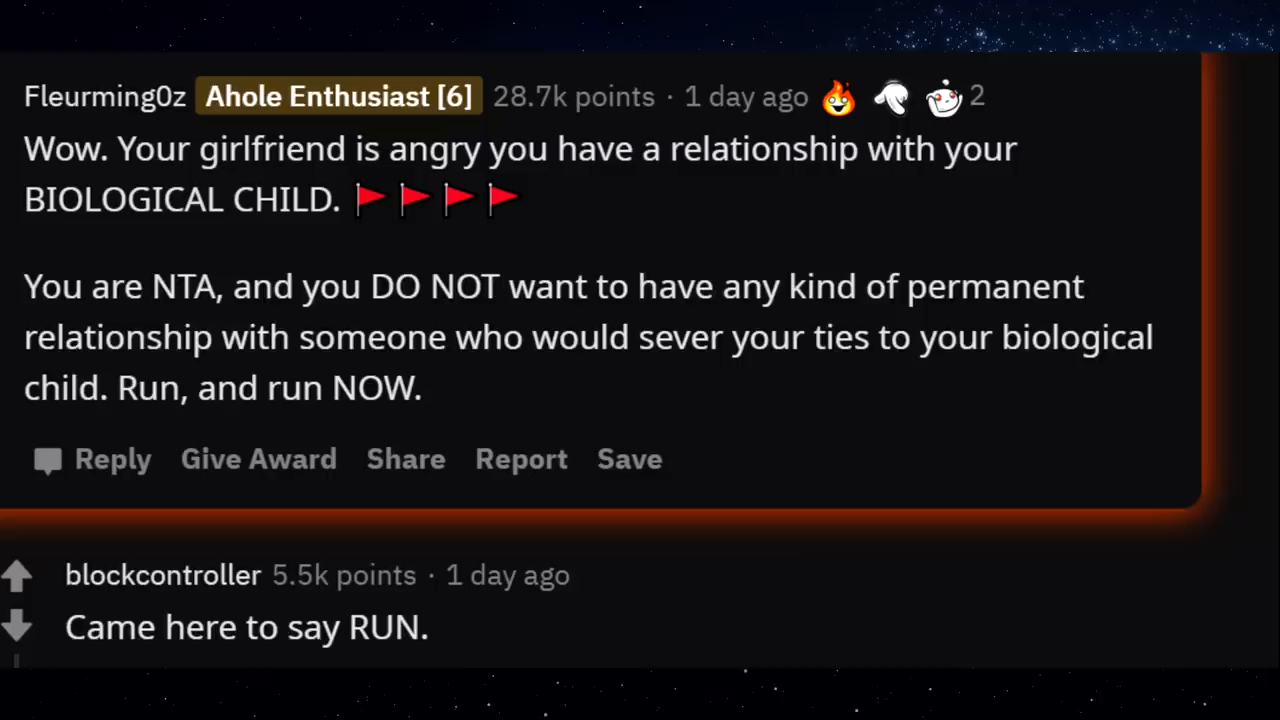 Fleurming0z Ahole Enthusiast [6] 28.7k points · 1 day ago 2
Wow. Your girlfriend is angry you have a relationship with your
BIOLOGICAL CHILD. 🚩🚩🚩🚩
You are NTA, and you DO NOT want to have any kind of permanent
relationship with someone who would sever your ties to your biological
child. Run, and run NOW.
Reply Give Award Share Report Save
blockcontroller 5.5k points · 1 day ago
Came here to say RUN.